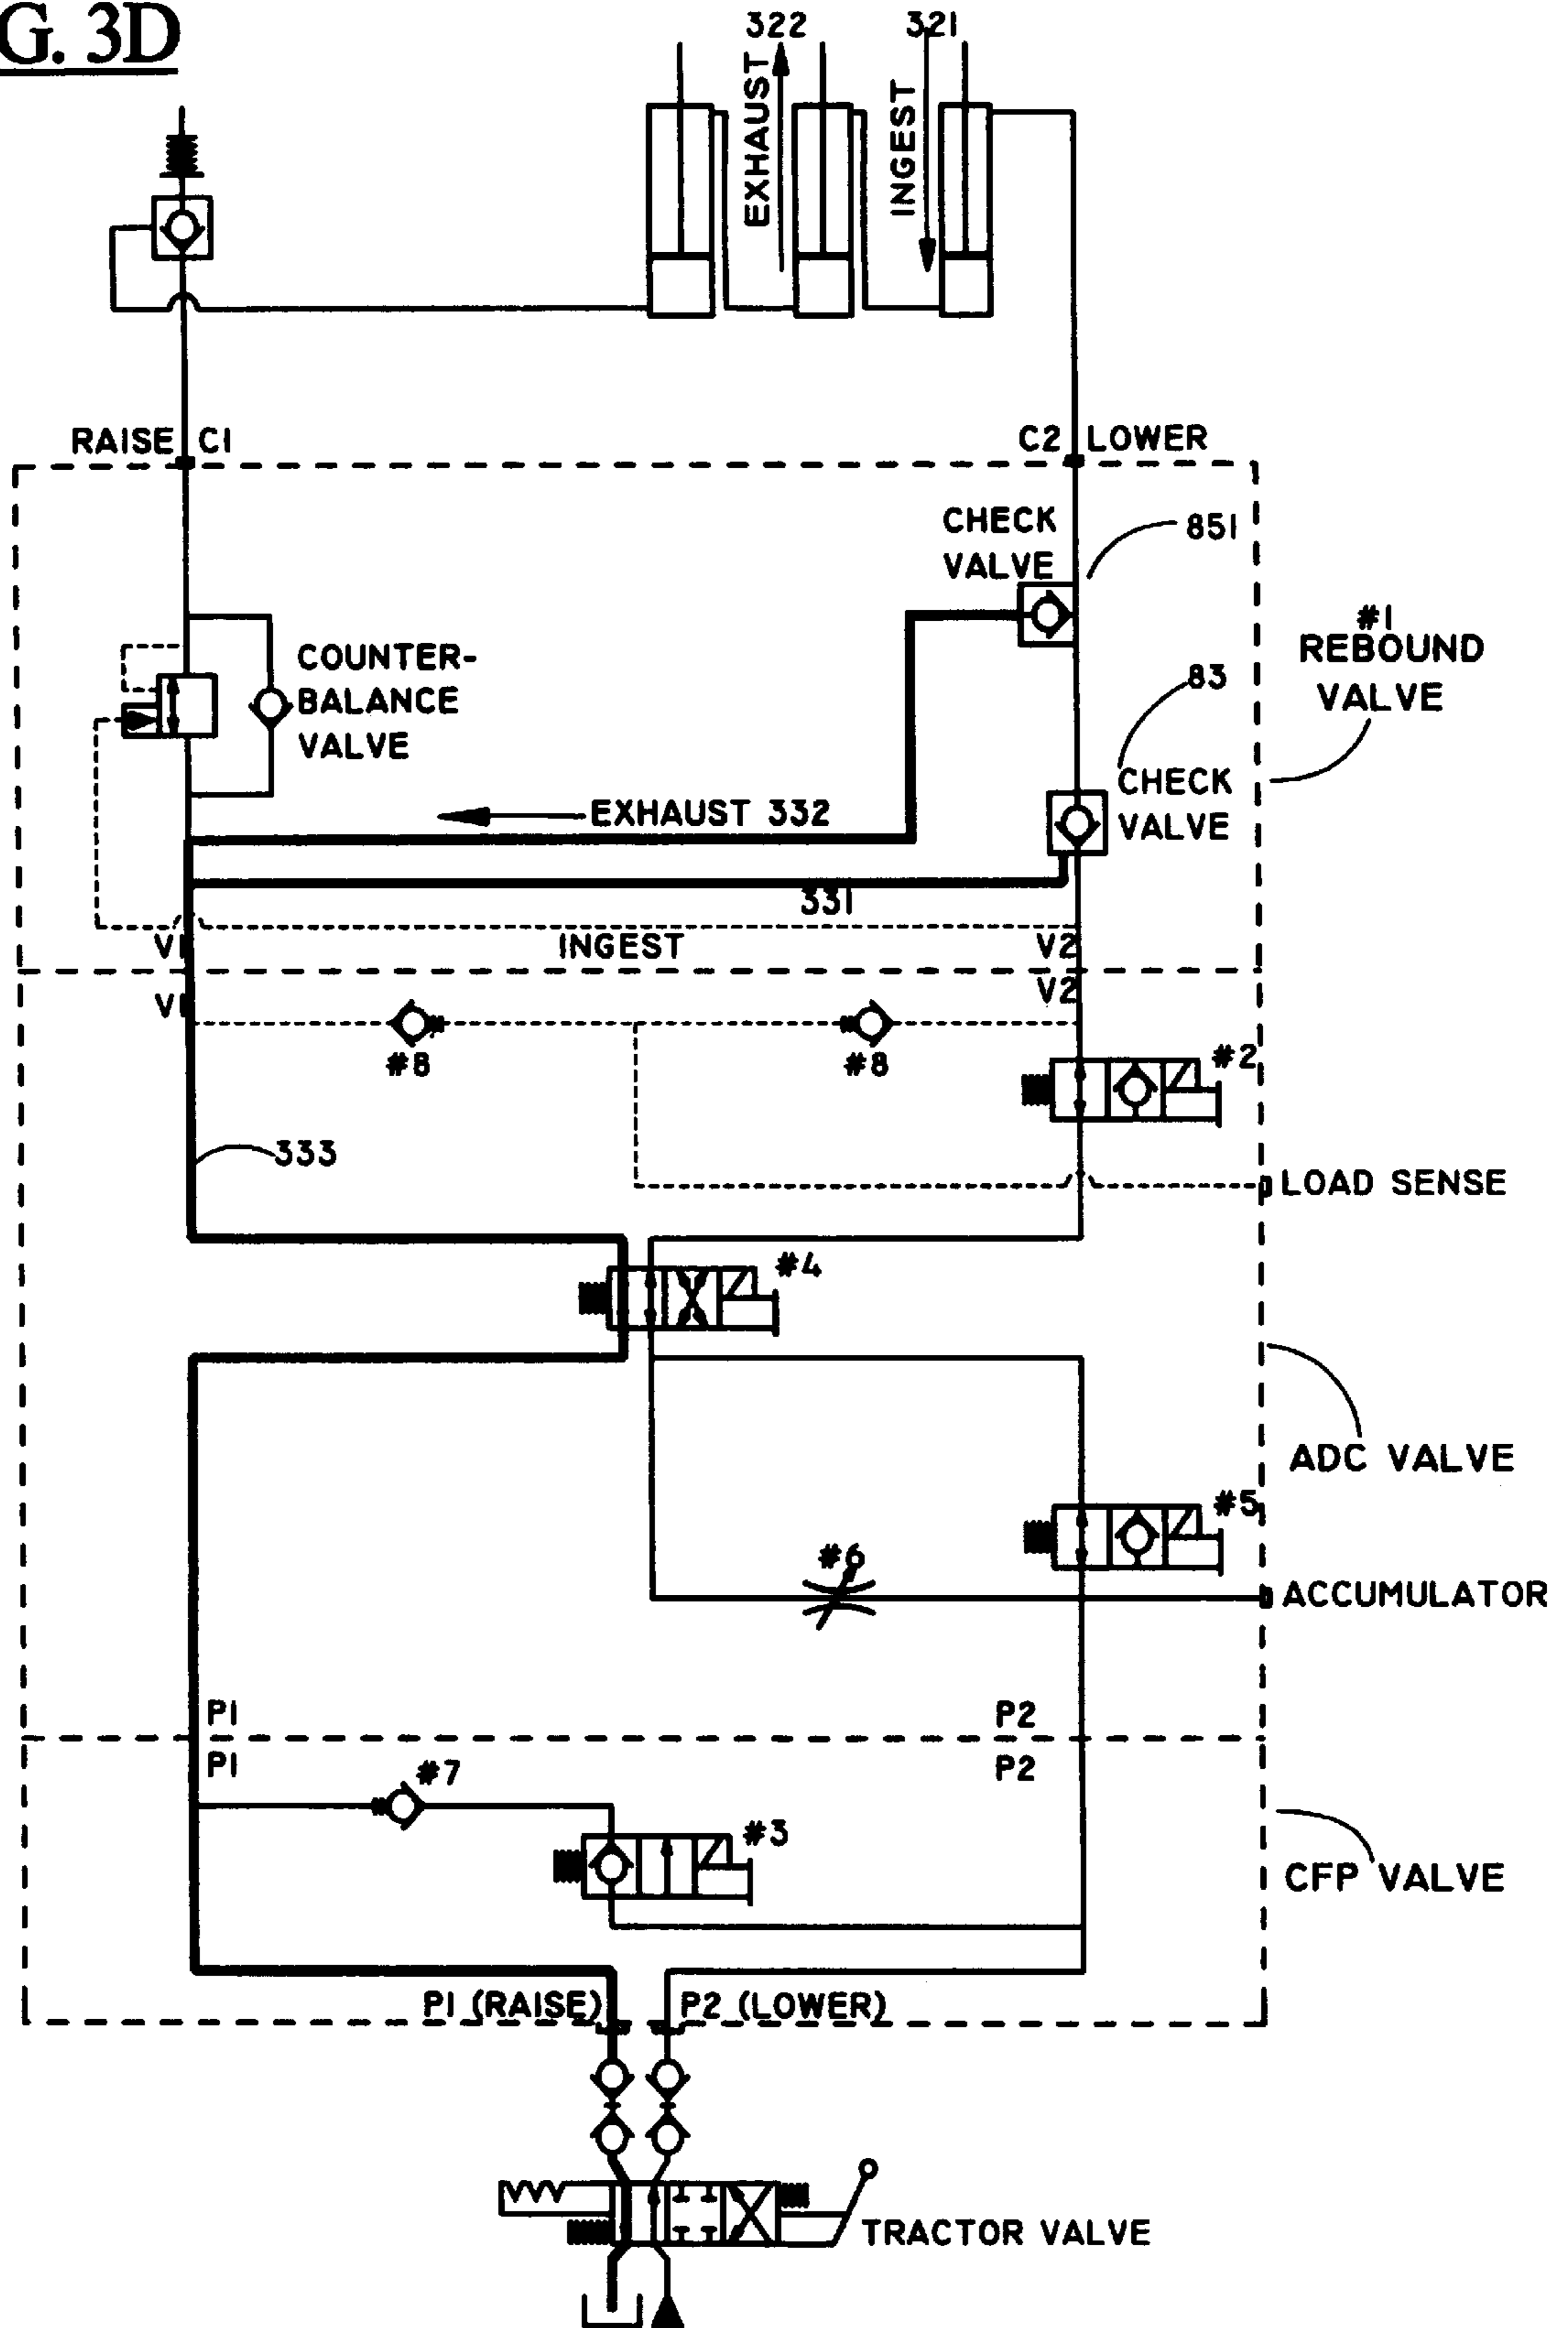 G. 3D
322
321
EXHAUST
INGEST
RAISE C1
C2 LOWER
CHECK
VALVE
851
#1
REBOUND
VALVE
COUNTER-
BALANCE
VALVE
83
CHECK
VALVE
EXHAUST 332
331
V1
INGEST
V2
V1
V2
#8
#8
#2
333
LOAD SENSE
#4
ADC VALVE
#5
#6
ACCUMULATOR
P1
P2
P1
P2
#7
#3
CFP VALVE
P1 (RAISE)
P2 (LOWER)
TRACTOR VALVE